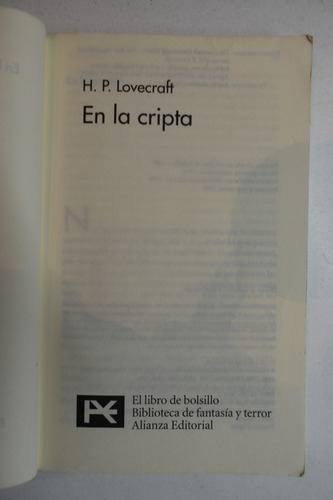 H. P. Lovecraft
En la cripta
El libro de bolsillo
Biblioteca de fantasía y terror
Alianza Editorial